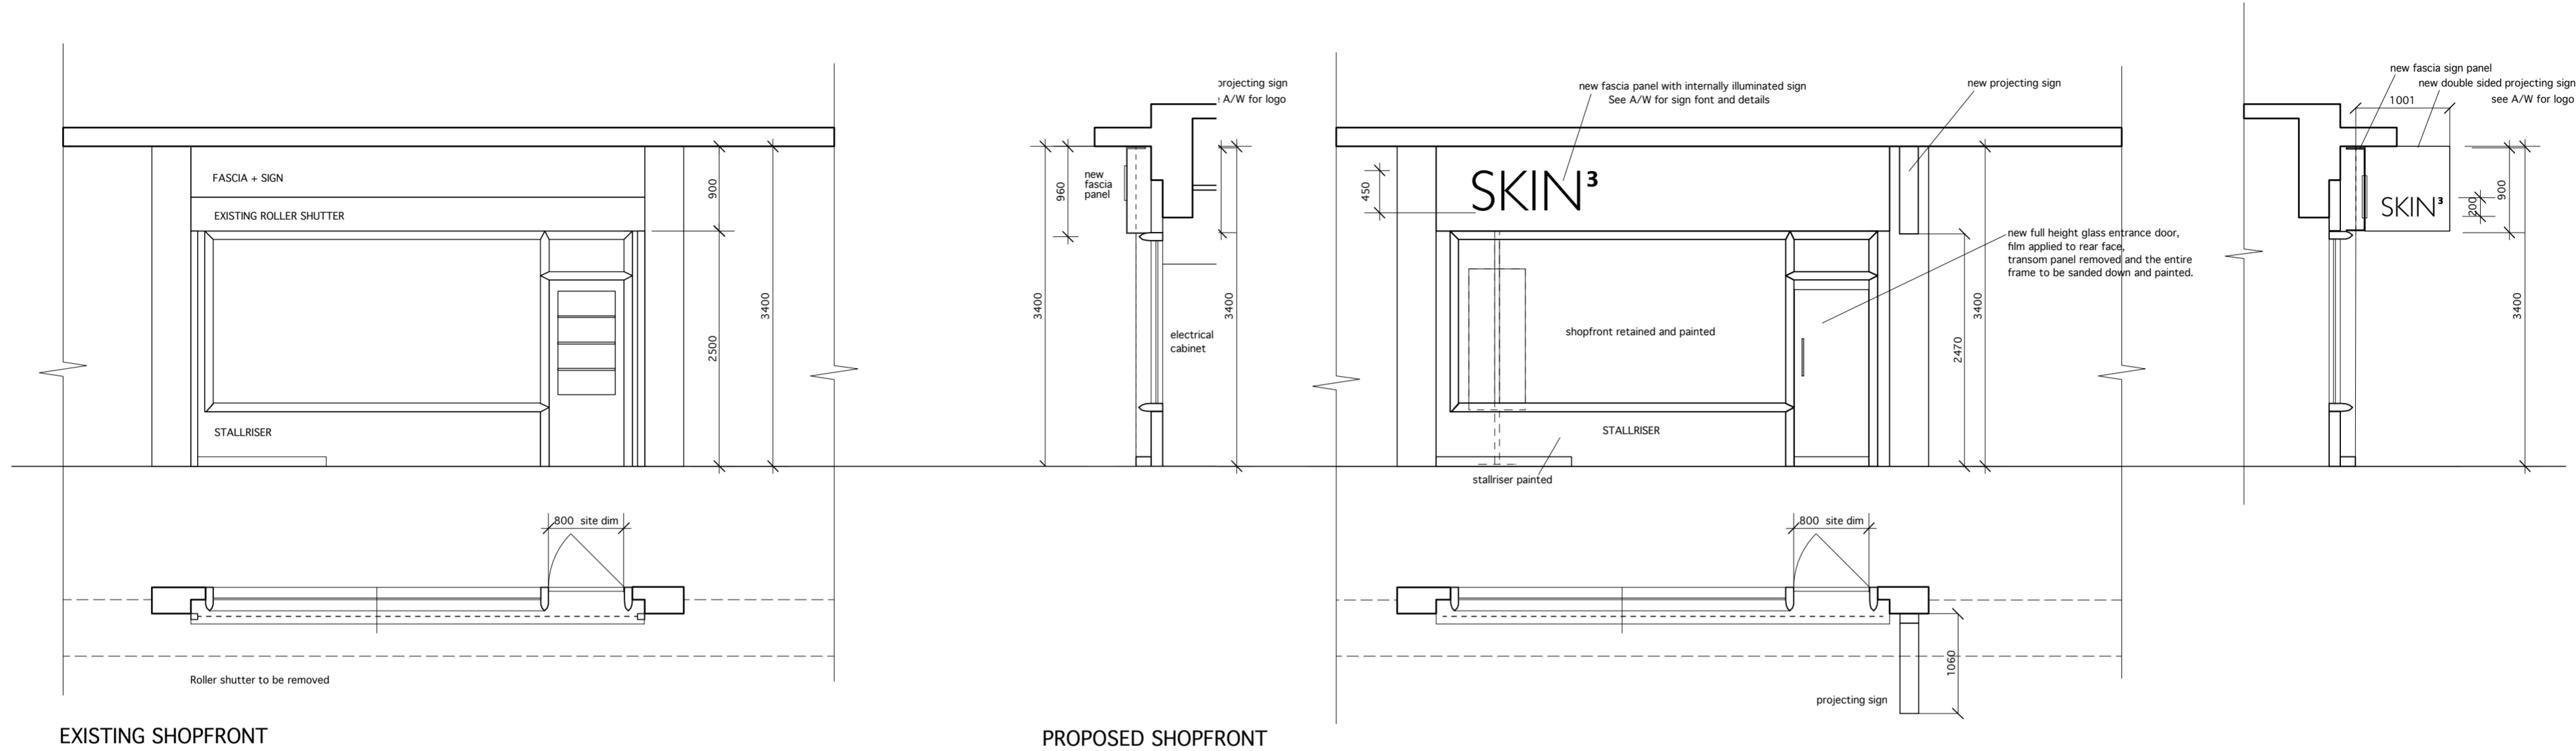 FASCIA + SIGN
EXISTING ROLLER SHUTTER
900
2500
3400
STALLRISER
800 site dim
Roller shutter to be removed
EXISTING SHOPFRONT
projecting sign
A/W for logo
3400
960
new
fascia
panel
3400
electrical
cabinet
new fascia panel with internally illuminated sign
See A/W for sign font and details
new projecting sign
450
SKIN³
new full height glass entrance door,
film applied to rear face,
transom panel removed and the entire
frame to be sanded down and painted.
shopfront retained and painted
2470
3400
STALLRISER
stallriser painted
800 site dim
1060
projecting sign
PROPOSED SHOPFRONT
new fascia sign panel
new double sided projecting sign
see A/W for logo
1001
SKIN³
200
900
3400